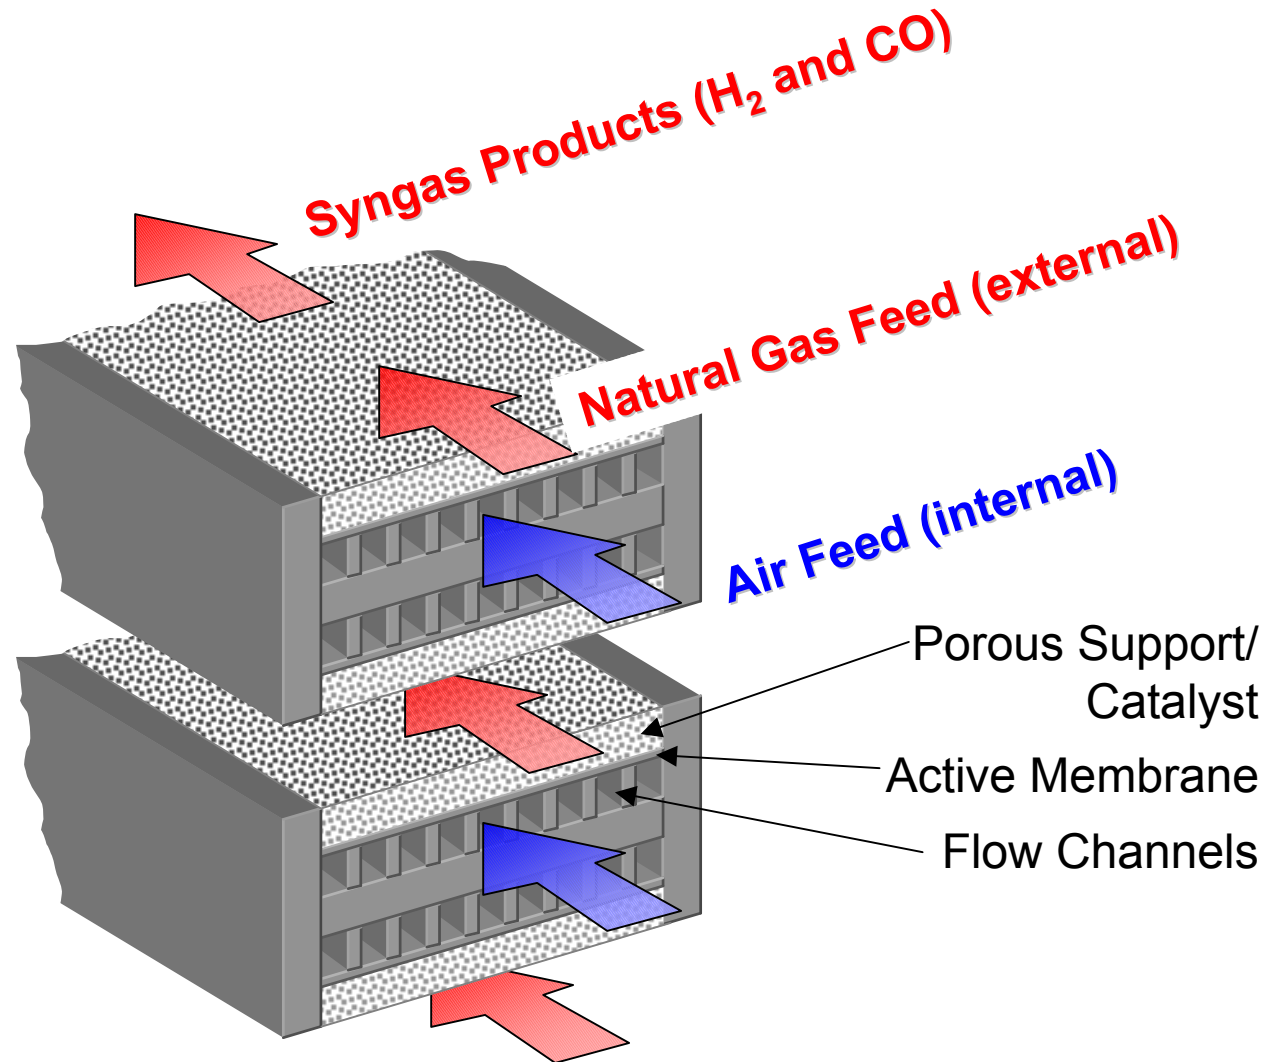 Syngas Products (H₂ and CO)
Natural Gas Feed (external)
Air Feed (internal)
Porous Support/
Catalyst
Active Membrane
Flow Channels